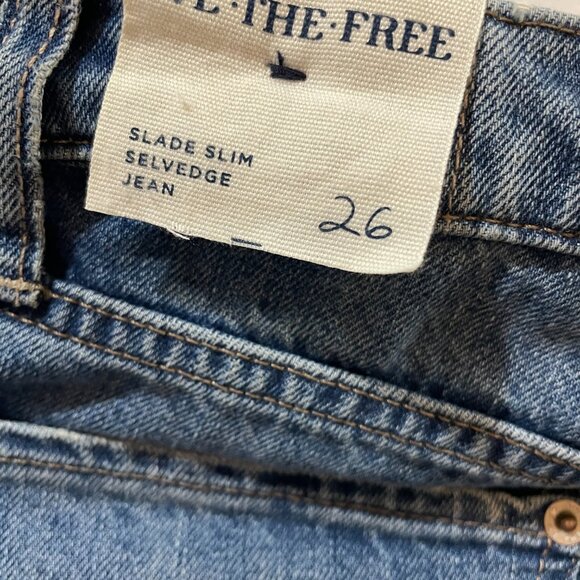 THE·FREE
SLADE SLIM
SELVEDGE
JEAN
26